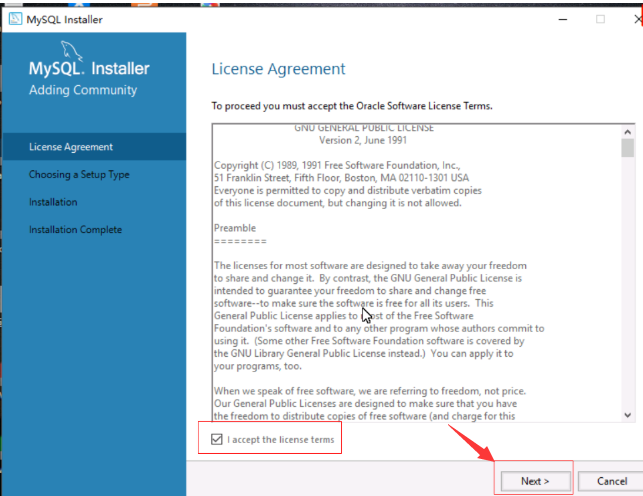 MySQL Installer
MySQL. Installer
Adding Community
License Agreement
Choosing a Setup Type
Installation
Installation Complete
License Agreement
To proceed you must accept the Oracle Software License Terms.
GNU GENERAL PUBLIC LICENSE
Version 2, June 1991
Copyright (C) 1989, 1991 Free Software Foundation, Inc.,
51 Franklin Street, Fifth Floor, Boston, MA 02110-1301 USA
Everyone is permitted to copy and distribute verbatim copies
of this license document, but changing it is not allowed.
Preamble
========
The licenses for most software are designed to take away your freedom
to share and change it. By contrast, the GNU General Public License is
intended to guarantee your freedom to share and change free
software--to make sure the software is free for all its users. This
General Public License applies to most of the Free Software
Foundation's software and to any other program whose authors commit to
using it. (Some other Free Software Foundation software is covered by
the GNU Library General Public License instead.) You can apply it to
your programs, too.
When we speak of free software, we are referring to freedom, not price.
Our General Public Licenses are designed to make sure that you have
the freedom to distribute copies of free software (and charge for this
I accept the license terms
Next >
Cancel